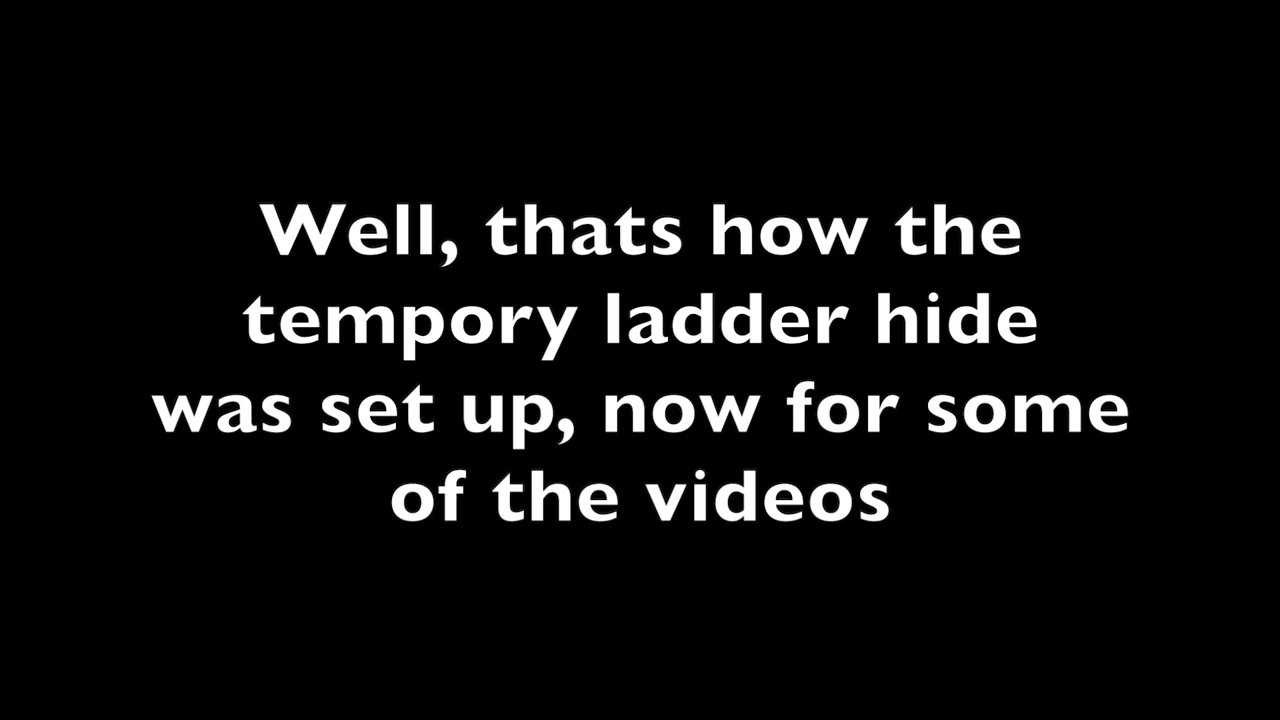 Well, thats how the
tempory ladder hide
was set up, now for some
of the videos